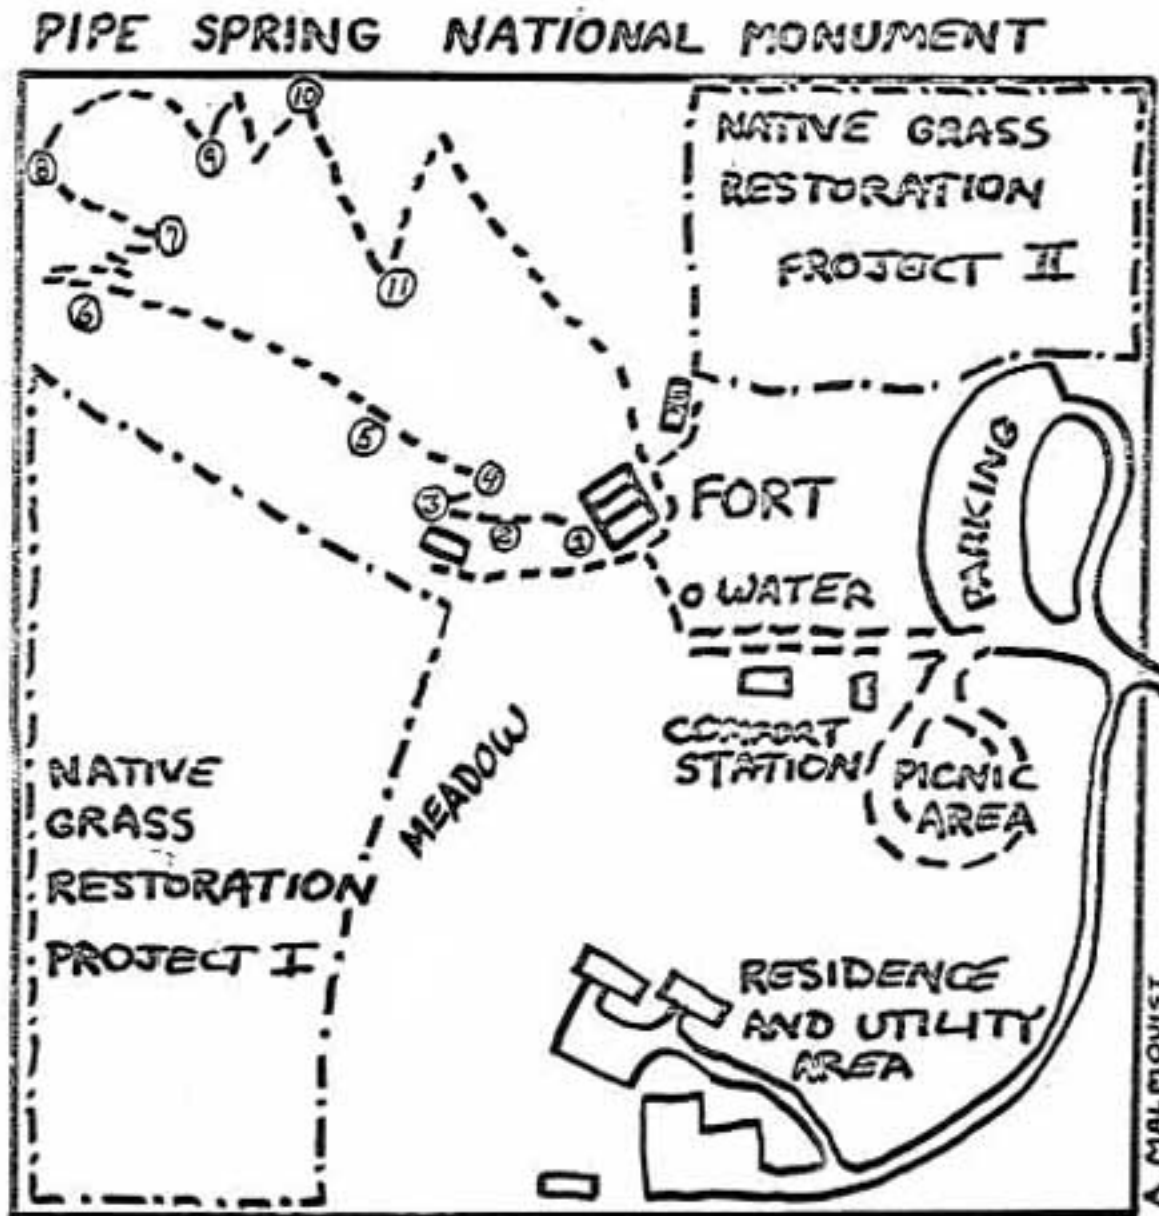 PIPE SPRING NATIONAL MONUMENT
10
9
8
7
6
11
5
4
3
2
1
NATIVE GRASS
RESTORATION
PROJECT II
PARKING
FORT
WATER
COMFORT
STATION
PICNIC
AREA
MEADOW
NATIVE
GRASS
RESTORATION
PROJECT I
RESIDENCE
AND UTILITY
AREA
A MALMQUIST